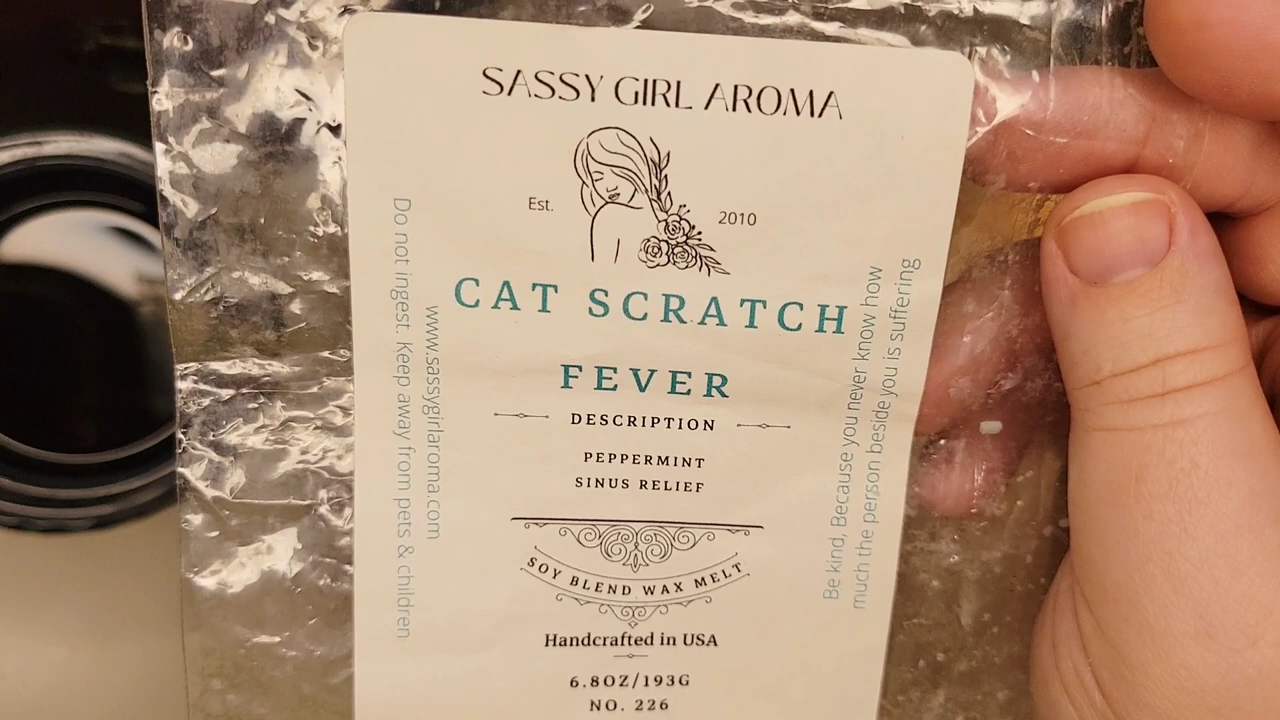 SASSY GIRL AROMA
Est. 2010
CAT SCRATCH
FEVER
DESCRIPTION
PEPPERMINT
SINUS RELIEF
SOY BLEND WAX MELT
Handcrafted in USA
6.8OZ/193G
NO. 226
Do not ingest. Keep away from pets & children
www.sassygirlaroma.com
Be kind, Because you never know how
much the person beside you is suffering